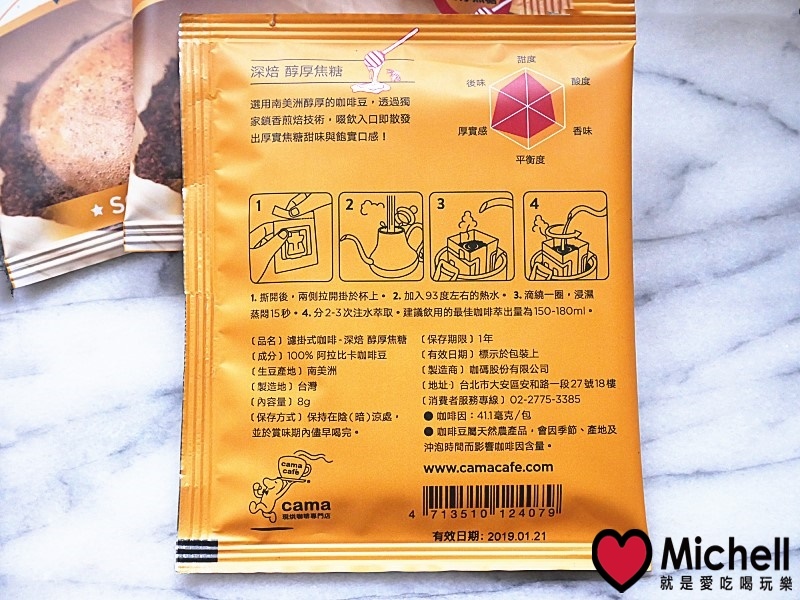 深焙 醇厚焦糖
選用南美洲醇厚的咖啡豆，透過獨
家鎖香煎焙技術，啜飲入口即散發
出厚實焦糖甜味與飽實口感！
甜度
酸度
香味
平衡度
厚實感
後味
1
2
3
4
1. 撕開後，兩側拉開掛於杯上。 2. 加入93度左右的熱水。 3. 滴繞一圈，浸濕
蒸悶15秒。 4. 分2-3次注水萃取。建議飲用的最佳咖啡萃出量為150-180ml。
〔品名〕濾掛式咖啡-深焙 醇厚焦糖
〔成分〕100% 阿拉比卡咖啡豆
〔生豆產地〕南美洲
〔製造地〕台灣
〔內容量〕8g
〔保存方式〕保持在陰(暗)涼處，
並於賞味期內儘早喝完。
〔保存期限〕1年
〔有效日期〕標示於包裝上
〔製造商〕咖碼股份有限公司
〔地址〕台北市大安區安和路一段27號18樓
〔消費者服務專線〕02-2775-3385
● 咖啡因：41.1毫克/包
● 咖啡豆屬天然農產品，會因季節、產地及
沖泡時間而影響咖啡因含量。
www.camacafe.com
cama
café
cama
現烘咖啡專門店
4 713510 124079
有效日期: 2019.01.21
Michell
就是愛吃喝玩樂